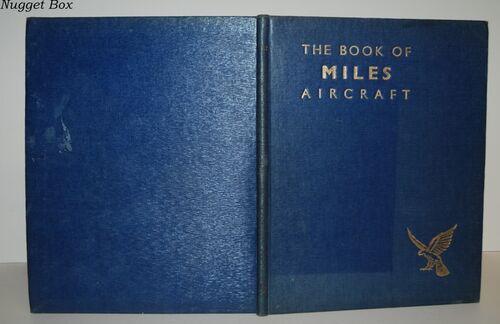 Nugget Box
THE BOOK OF
MILES
AIRCRAFT